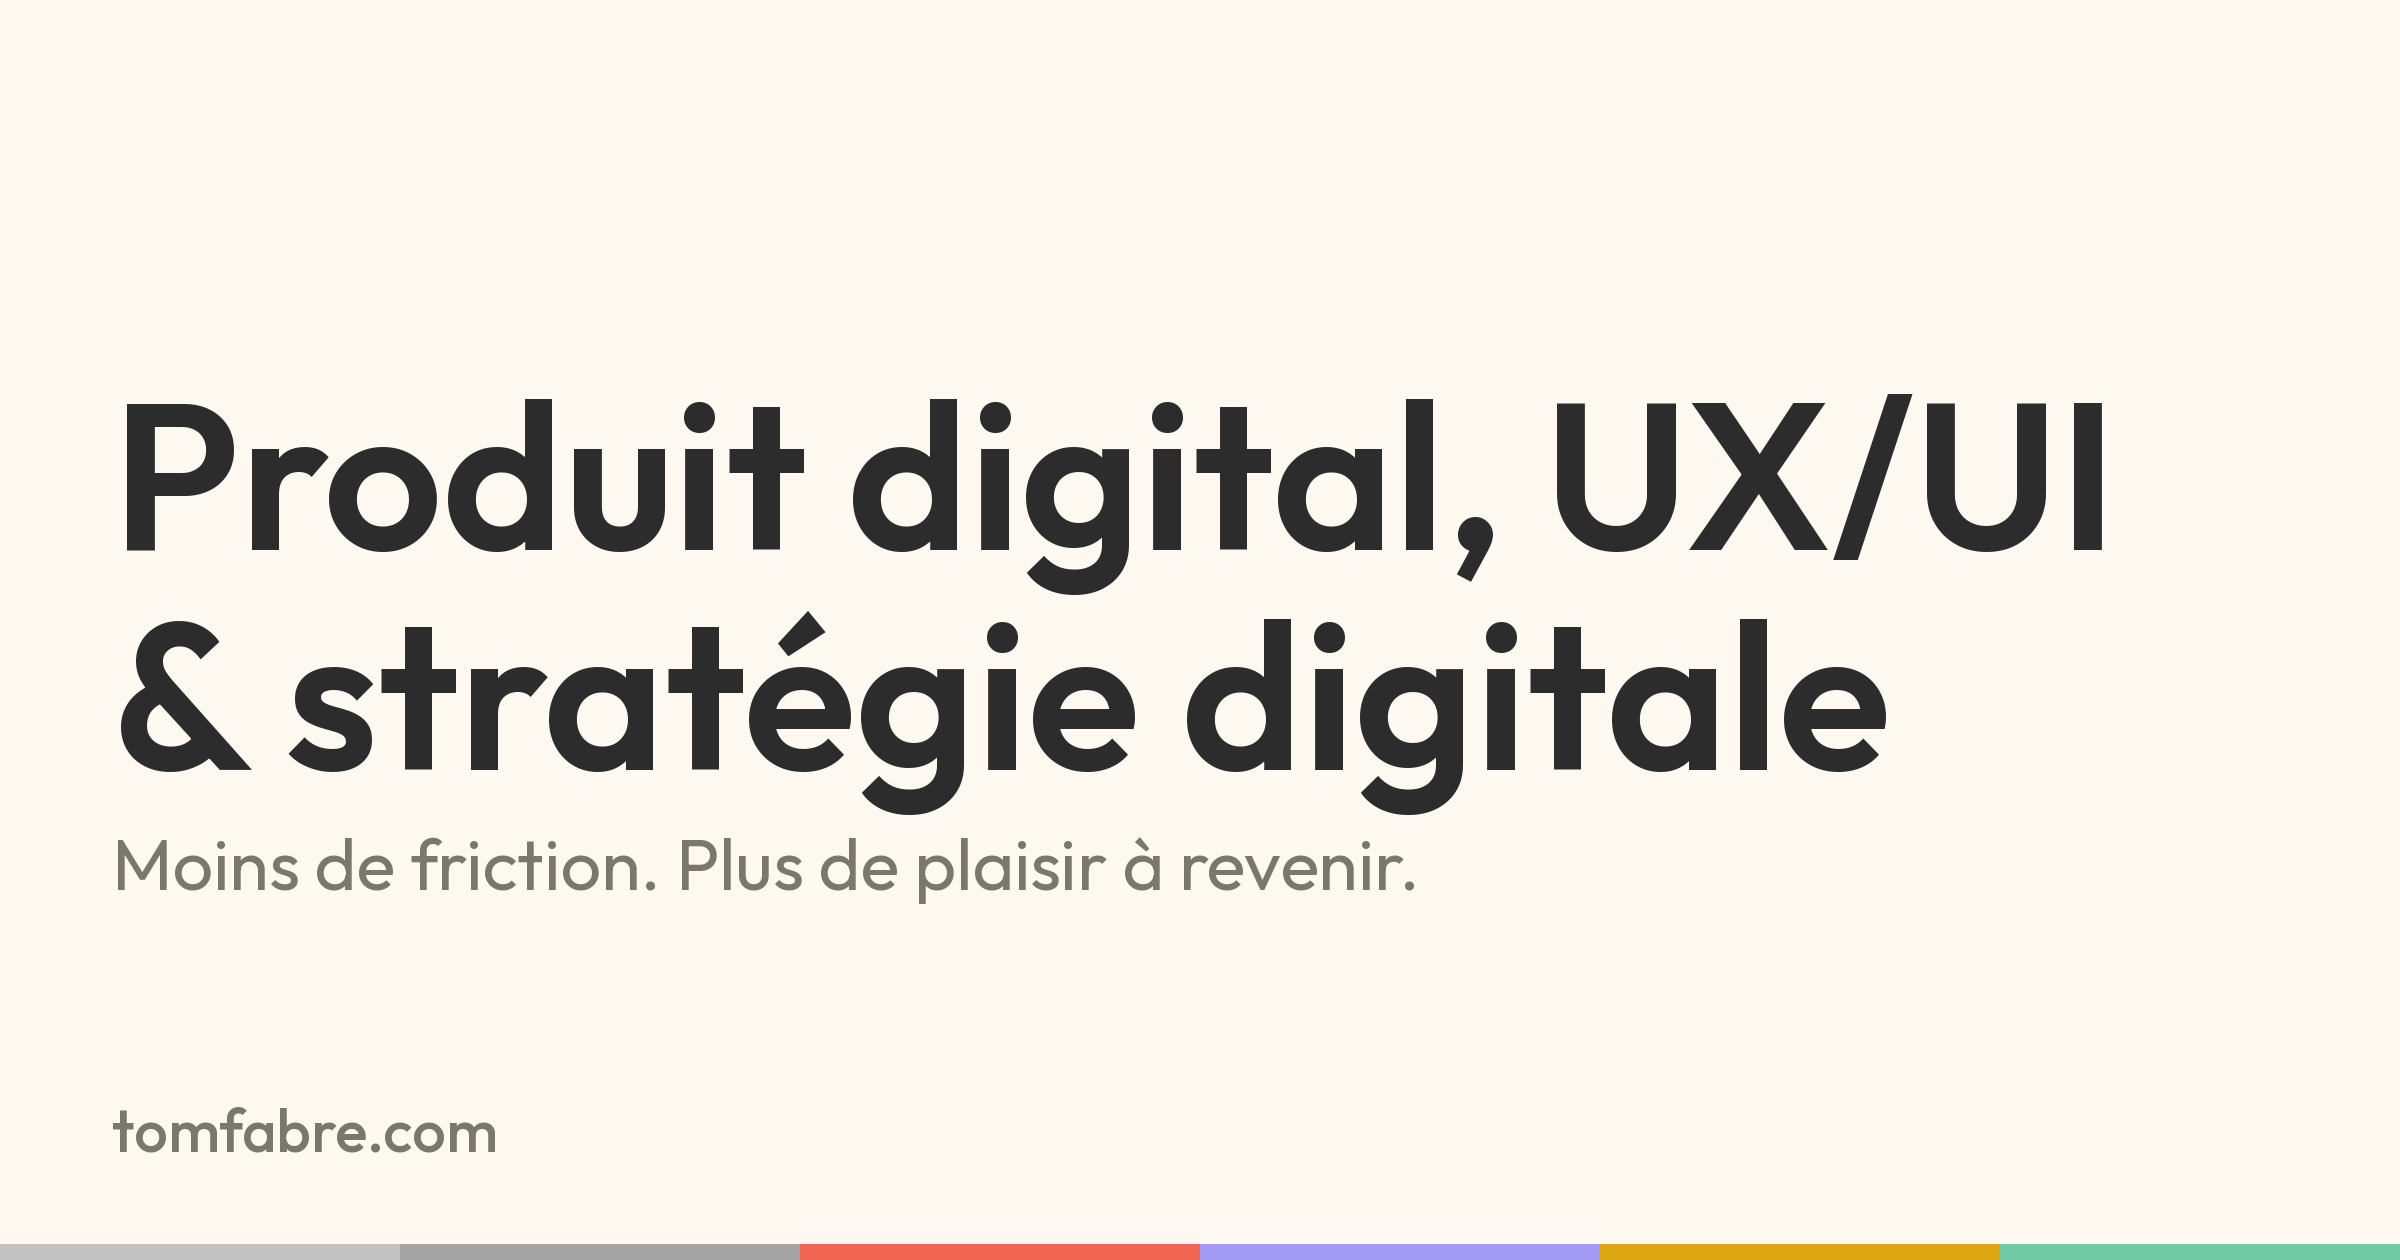 Produit digital, UX/UI
& stratégie digitale
Moins de friction. Plus de plaisir à revenir.
tomfabre.com